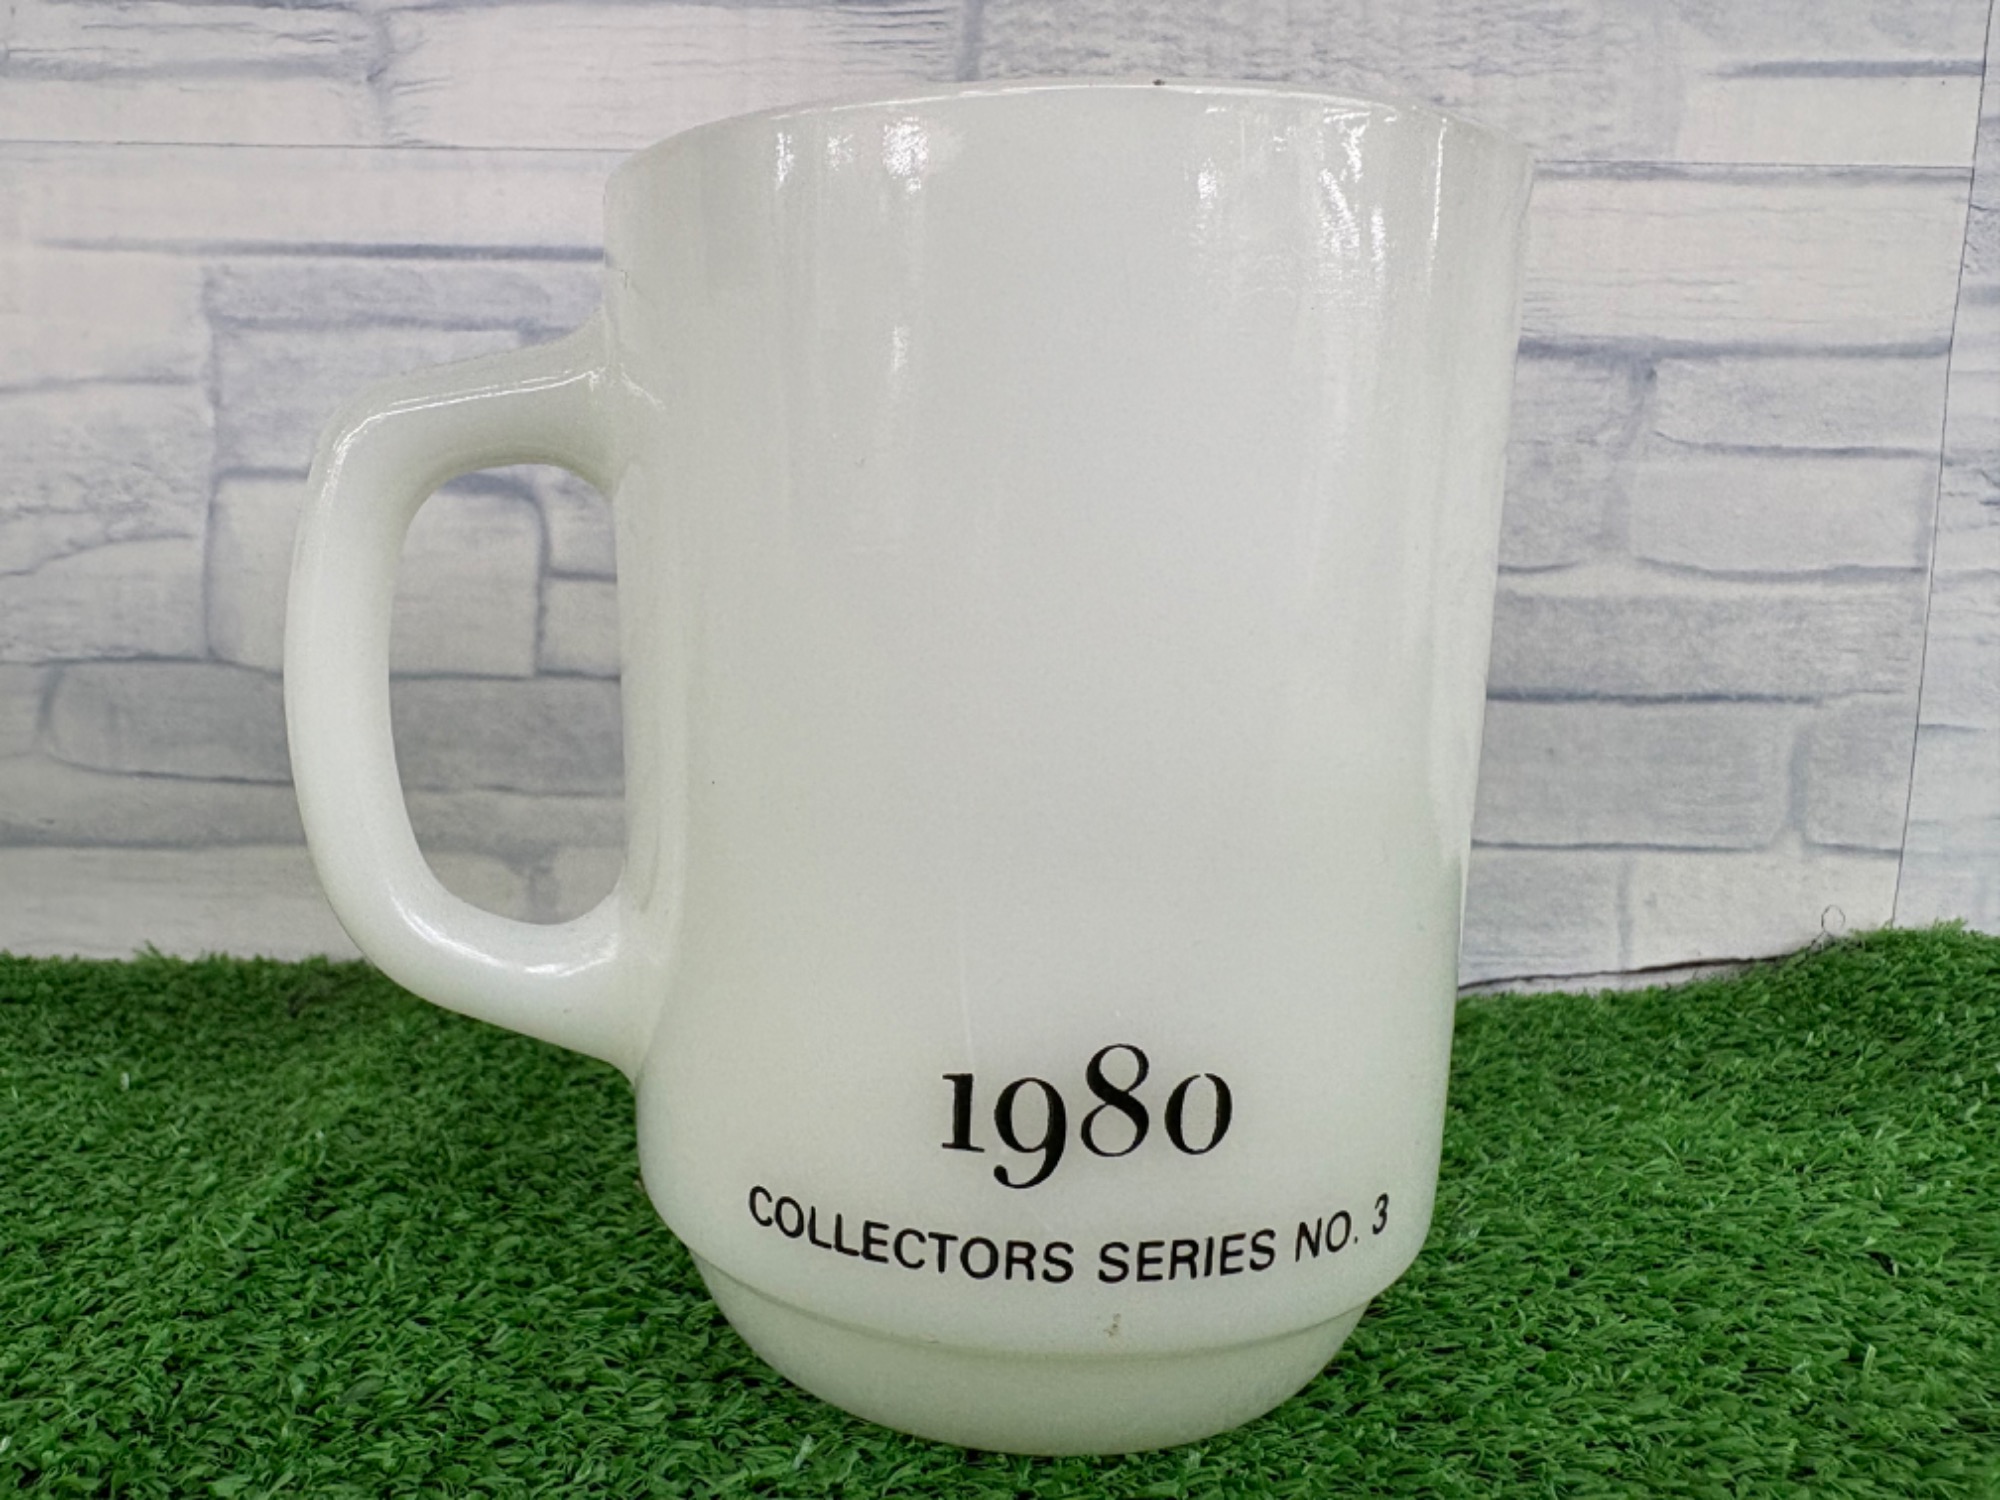 1980
COLLECTORS SERIES NO. 3